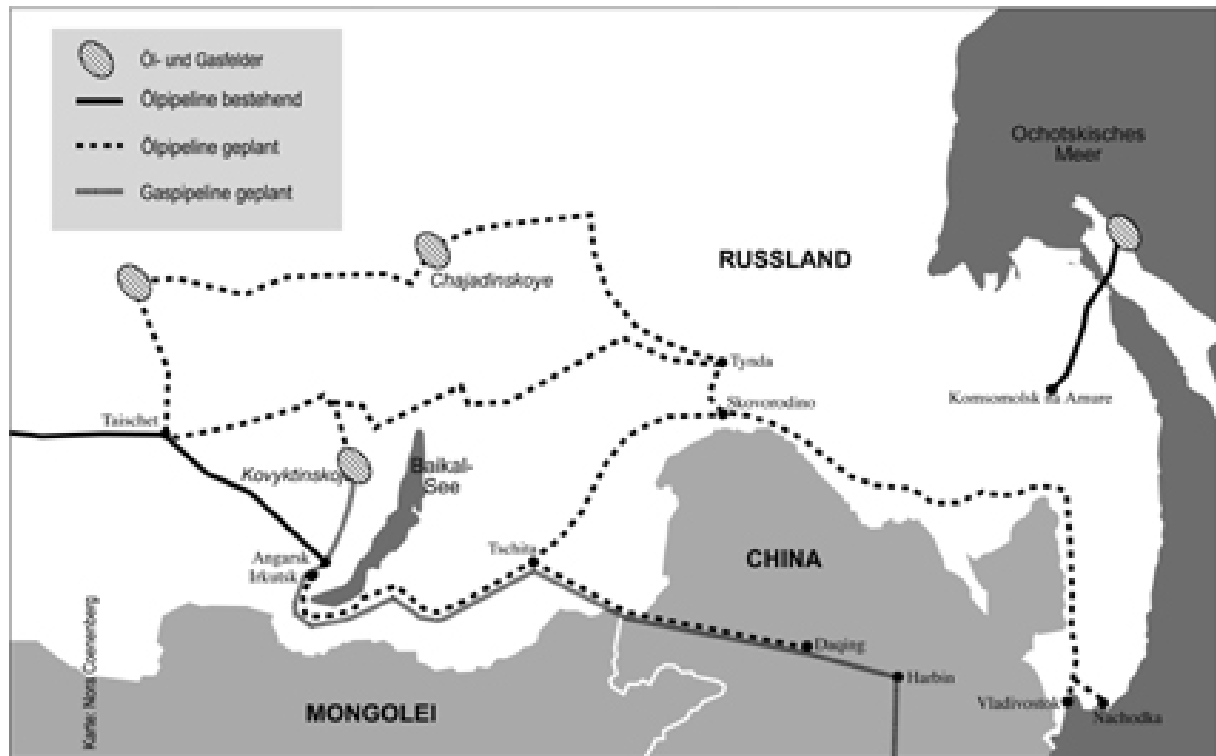 Öl- und Gasfelder
Ölpipeline bestehend
Ölpipeline geplant
Gaspipeline geplant
Ochotskisches
Meer
RUSSLAND
Chajadinskoye
Tynda
Skovorodino
Komsomolsk na Amure
Taischet
Kovyktinskoje
Baikal-
See
Angarsk
Irkutsk
Tschita
CHINA
Daqing
Harbin
Vladivostok
Nachodka
MONGOLEI
Karte: Nora Coenenberg